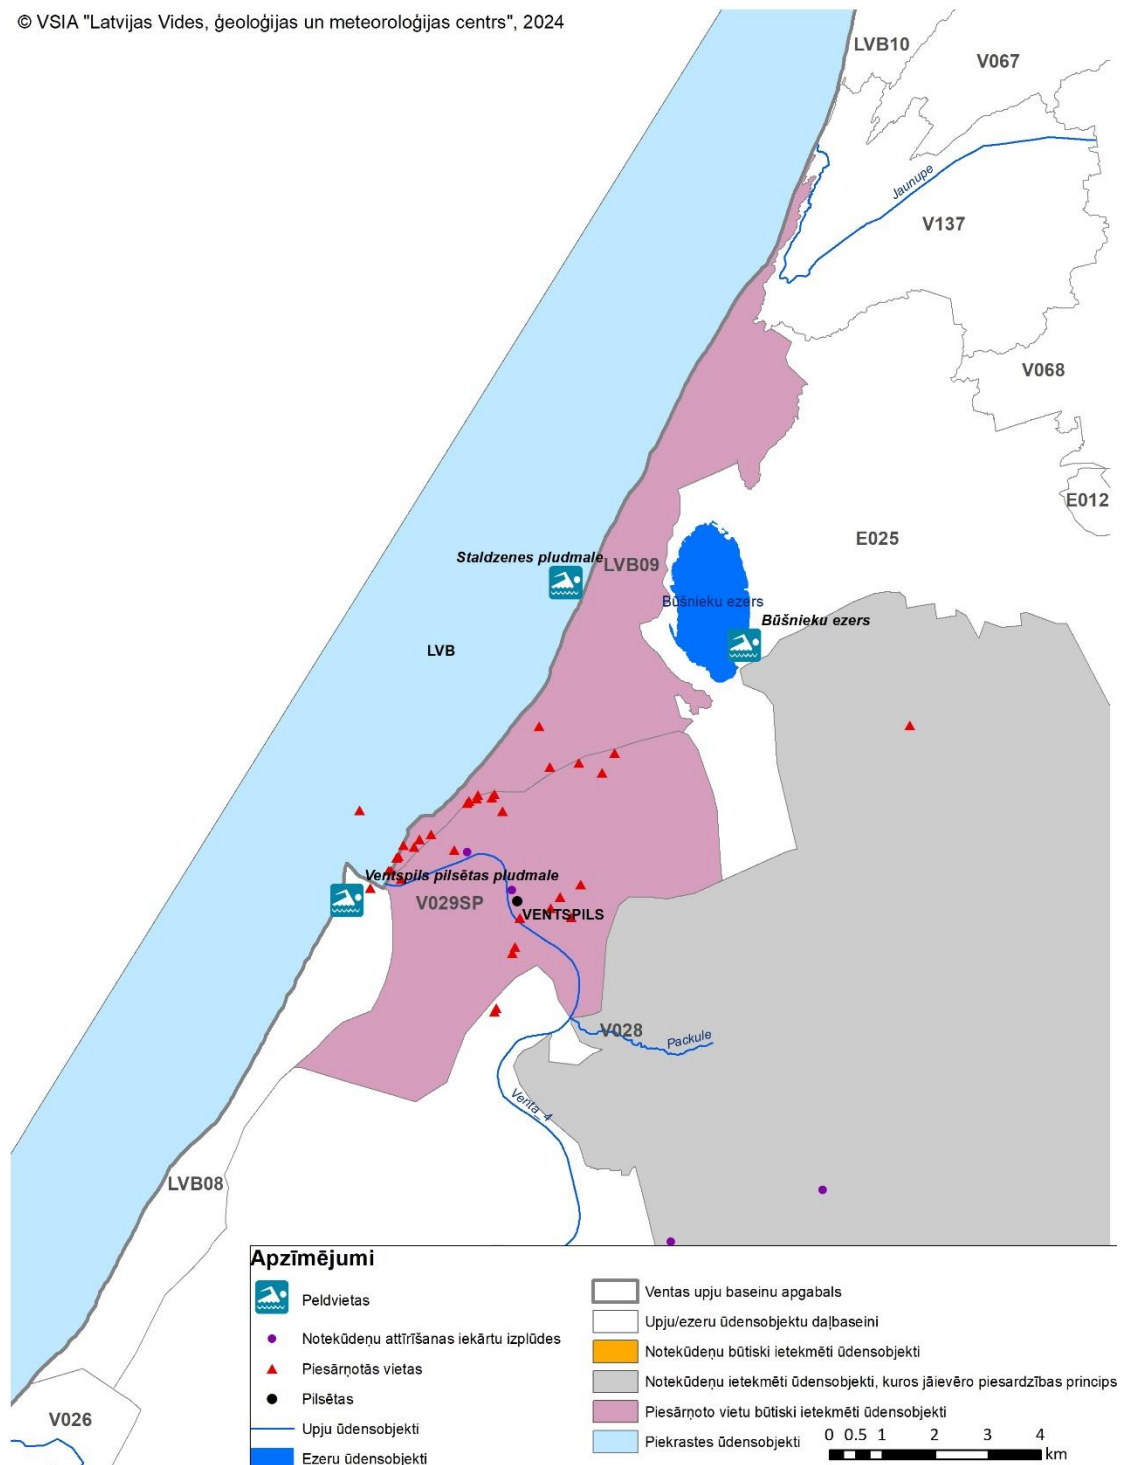 © VSIA "Latvijas Vides, ģeoloģijas un meteoroloģijas centrs", 2024
LVB10
V067
Jaunupe
V137
V068
E012
E025
Staldzenes pludmale
LVB09
Būšnieku ezers
Būšnieku ezers
LVB
Ventspils pilsētas pludmale
V029SP
VENTSPILS
V028
Packule
Venta_4
LVB08
V026
Apzīmējumi
Peldvietas
Notekūdeņu attīrīšanas iekārtu izplūdes
Piesārņotās vietas
Pilsētas
Upju ūdensobjekti
Ezeru ūdensobjekti
Ventas upju baseinu apgabals
Upju/ezeru ūdensobjektu daļbaseini
Notekūdeņu būtiski ietekmēti ūdensobjekti
Notekūdeņu ietekmēti ūdensobjekti, kuros jāievēro piesardzības princips
Piesārņoto vietu būtiski ietekmēti ūdensobjekti
Piekrastes ūdensobjekti
0 0.5 1 2 3 4
km